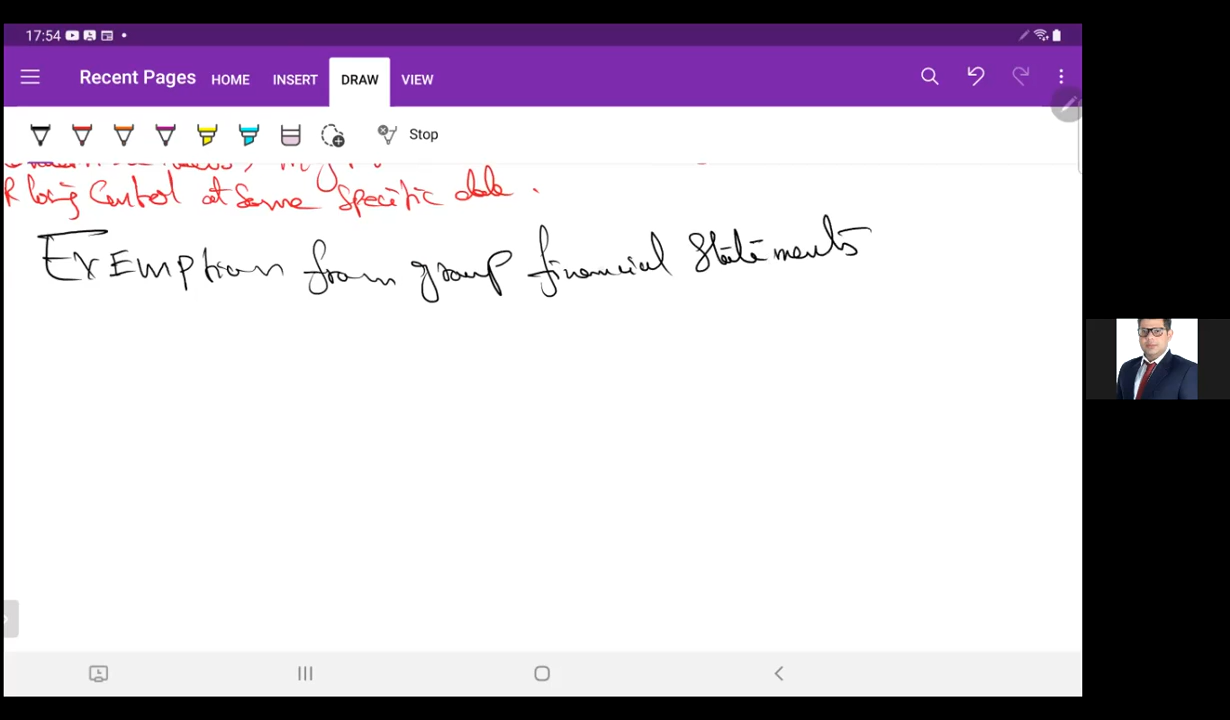 17:54
Recent Pages HOME INSERT DRAW VIEW
Stop
losing Control at Some Specific date.
Exemption from group financial Statements